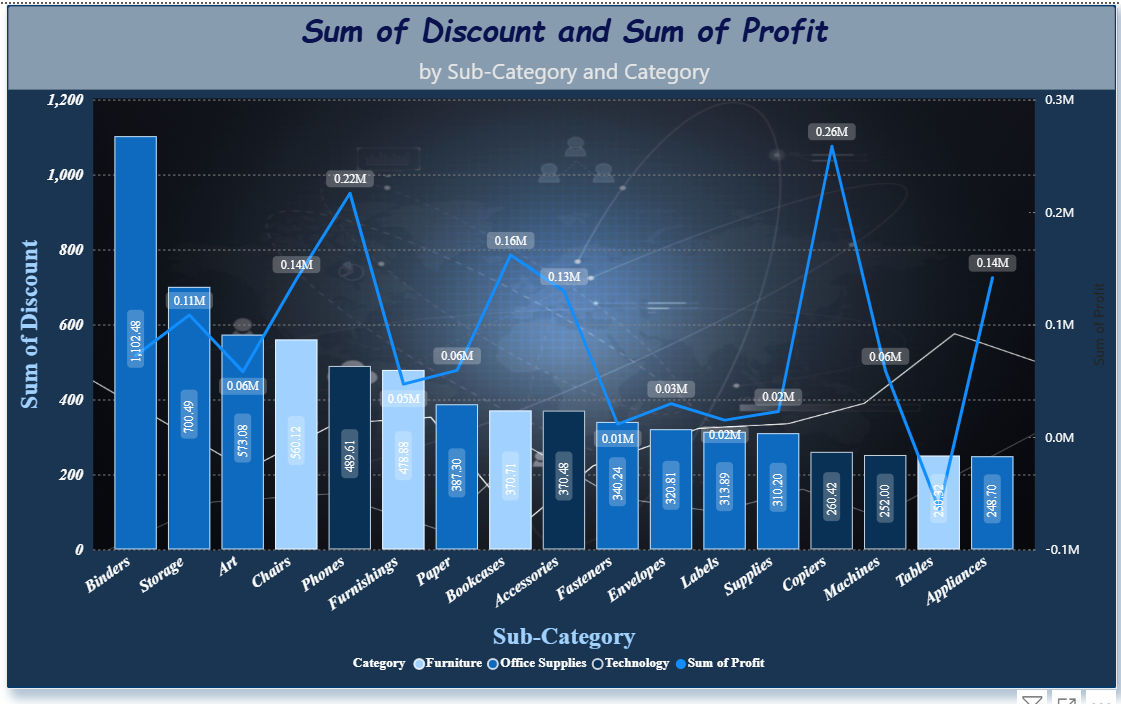 Sum of Discount and Sum of Profit
by Sub-Category and Category
1,200
0.3M
0.26M
1,000
0.22M
0.2M
800
0.16M
0.14M
0.13M
0.14M
0.11M
1,102.48
600
0.1M
0.06M
0.06M
0.06M
0.05M
0.03M
0.02M
400
0.01M
0.02M
0.0M
700.49
573.08
560.12
489.61
478.88
387.30
370.71
370.48
340.24
320.81
313.89
310.20
260.42
252.00
250.32
248.70
200
0
-0.1M
Sum of Discount
Sum of Profit
Binders
Storage
Art
Chairs
Phones
Furnishings
Paper
Bookcases
Accessories
Fasteners
Envelopes
Labels
Supplies
Copiers
Machines
Tables
Appliances
Sub-Category
Category Furniture Office Supplies Technology Sum of Profit